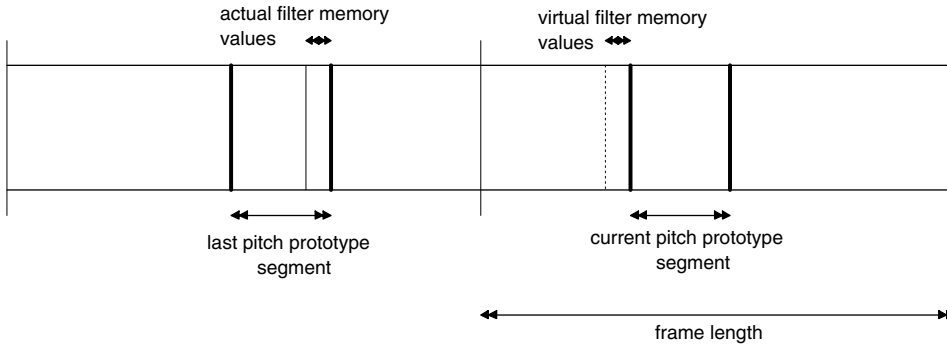 actual filter memory
values
virtual filter memory
values
last pitch prototype
segment
current pitch prototype
segment
frame length